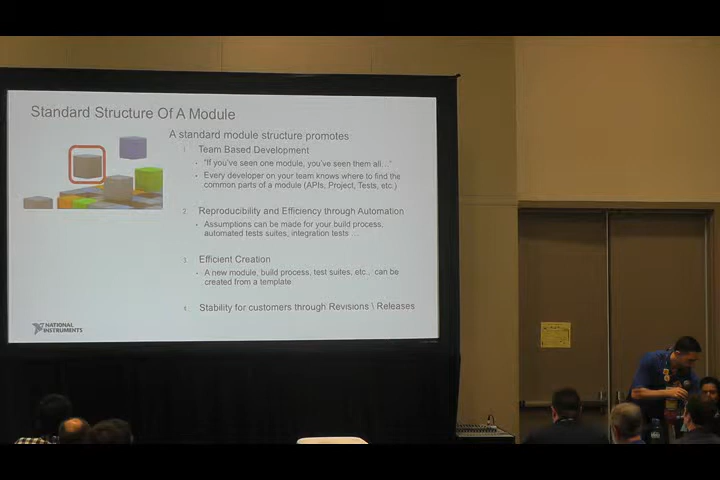 Standard Structure Of A Module
A standard module structure promotes
1. Team Based Development
• "If you've seen one module, you've seen them all..."
• Every developer on your team knows where to find the
common parts of a module (APIs, Project, Tests, etc.)
2. Reproducibility and Efficiency through Automation
• Assumptions can be made for your build process,
automated tests suites, integration tests ...
3. Efficient Creation
• A new module, build process, test suites, etc.. can be
created from a template
4. Stability for customers through Revisions \ Releases
NATIONAL
INSTRUMENTS